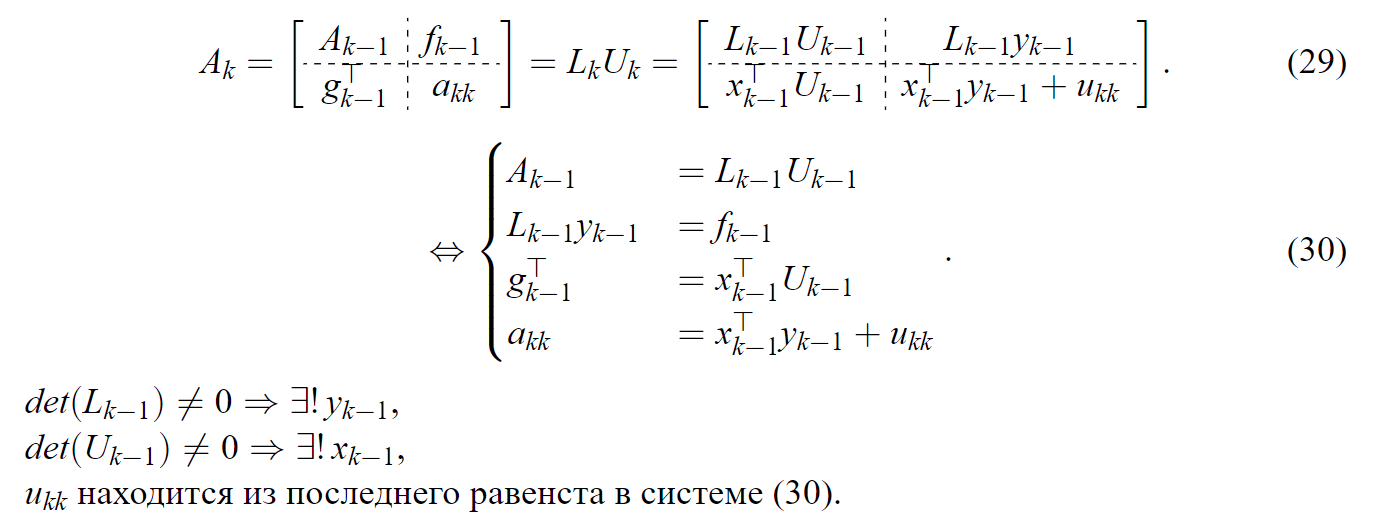 A_k = [ A_{k−1} f_{k−1} ; g_{k−1}^⊤ a_{kk} ] = L_k U_k = [ L_{k−1}U_{k−1} L_{k−1}y_{k−1} ; x_{k−1}^⊤U_{k−1} x_{k−1}^⊤y_{k−1} + u_{kk} ] . (29)
⇔ { A_{k−1} = L_{k−1}U_{k−1}
L_{k−1}y_{k−1} = f_{k−1}
g_{k−1}^⊤ = x_{k−1}^⊤U_{k−1}
a_{kk} = x_{k−1}^⊤y_{k−1} + u_{kk} . (30)
det(L_{k−1}) ≠ 0 ⇒ ∃! y_{k−1},
det(U_{k−1}) ≠ 0 ⇒ ∃! x_{k−1},
u_{kk} находится из последнего равенста в системе (30).